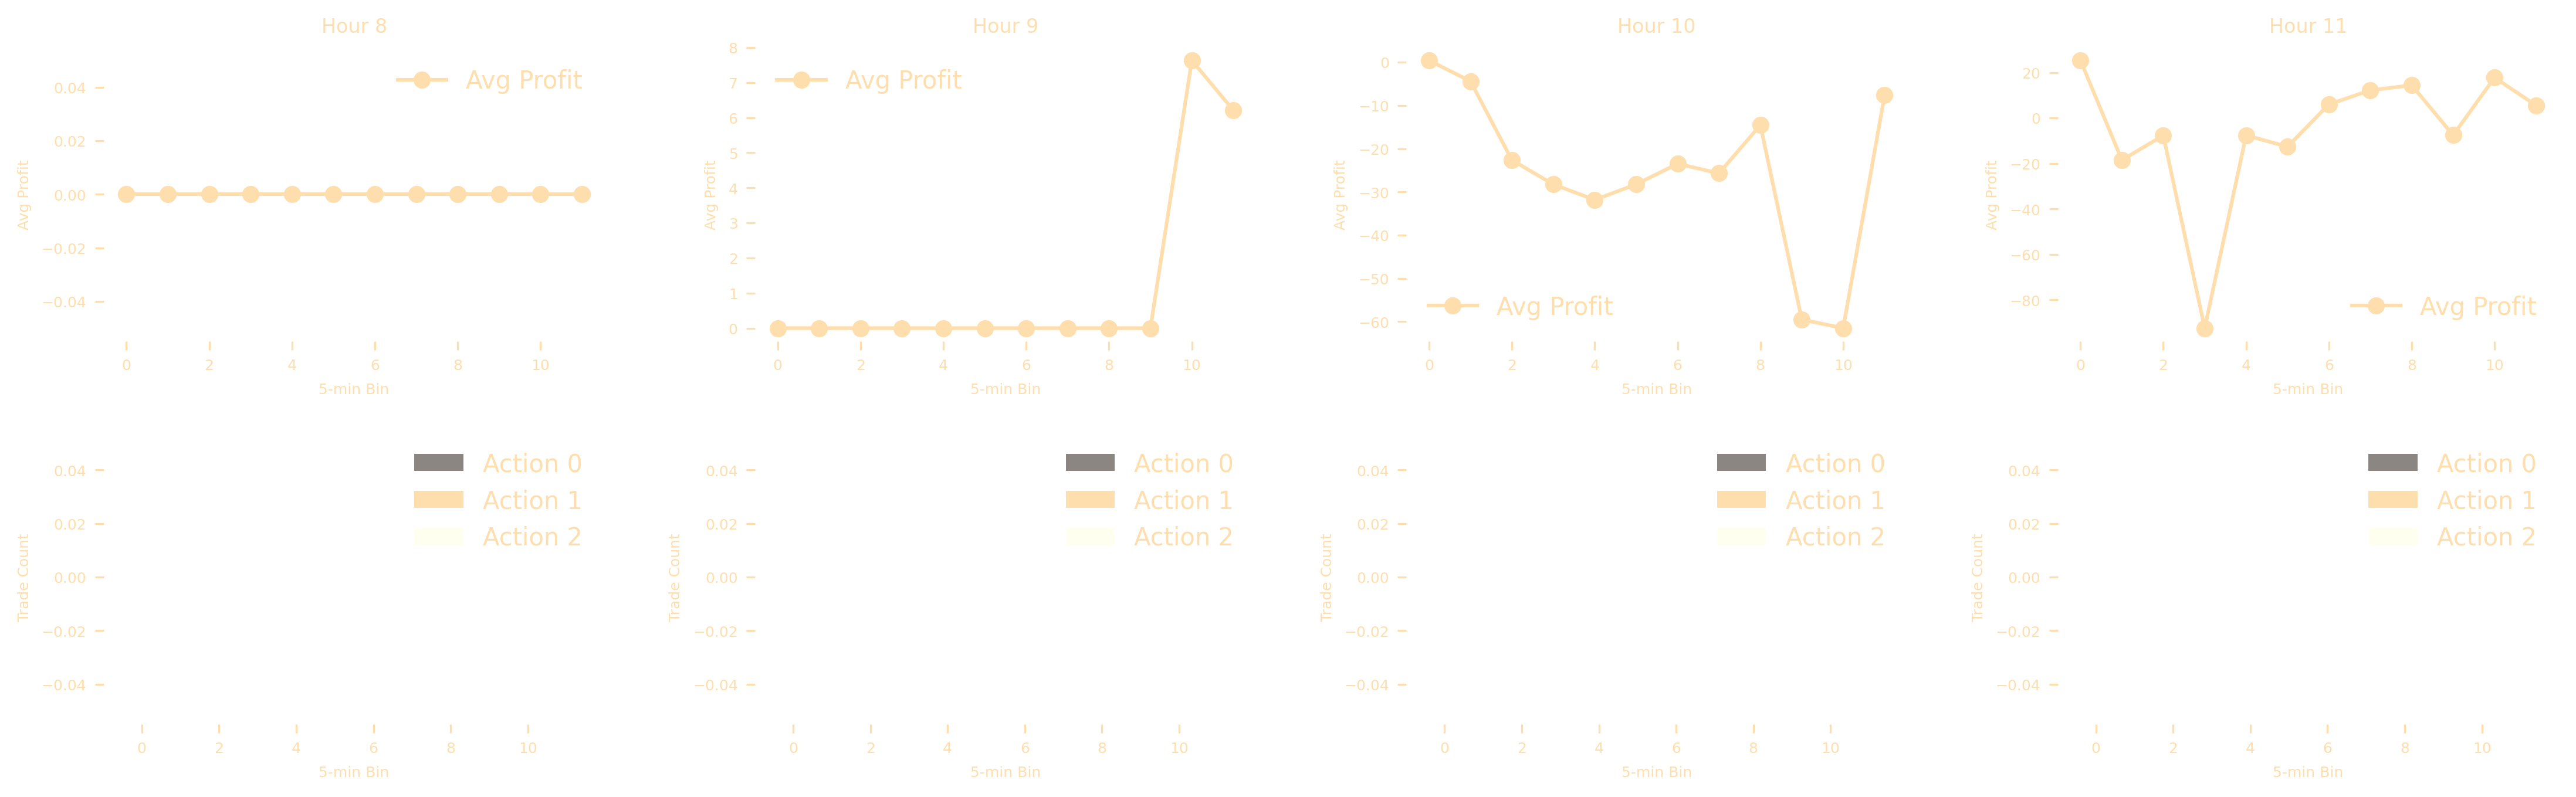 Hour 8
Avg Profit
0.04
0.02
0.00
−0.02
−0.04
Avg Profit
0 2 4 6 8 10
5-min Bin
Hour 9
Avg Profit
8
7
6
5
4
3
2
1
0
Avg Profit
0 2 4 6 8 10
5-min Bin
Hour 10
0
−10
−20
−30
−40
−50
−60
Avg Profit
Avg Profit
0 2 4 6 8 10
5-min Bin
Hour 11
20
0
−20
−40
−60
−80
Avg Profit
Avg Profit
0 2 4 6 8 10
5-min Bin
Action 0
Action 1
Action 2
0.04
0.02
0.00
−0.02
−0.04
Trade Count
0 2 4 6 8 10
5-min Bin
Action 0
Action 1
Action 2
0.04
0.02
0.00
−0.02
−0.04
Trade Count
0 2 4 6 8 10
5-min Bin
Action 0
Action 1
Action 2
0.04
0.02
0.00
−0.02
−0.04
Trade Count
0 2 4 6 8 10
5-min Bin
Action 0
Action 1
Action 2
0.04
0.02
0.00
−0.02
−0.04
Trade Count
0 2 4 6 8 10
5-min Bin